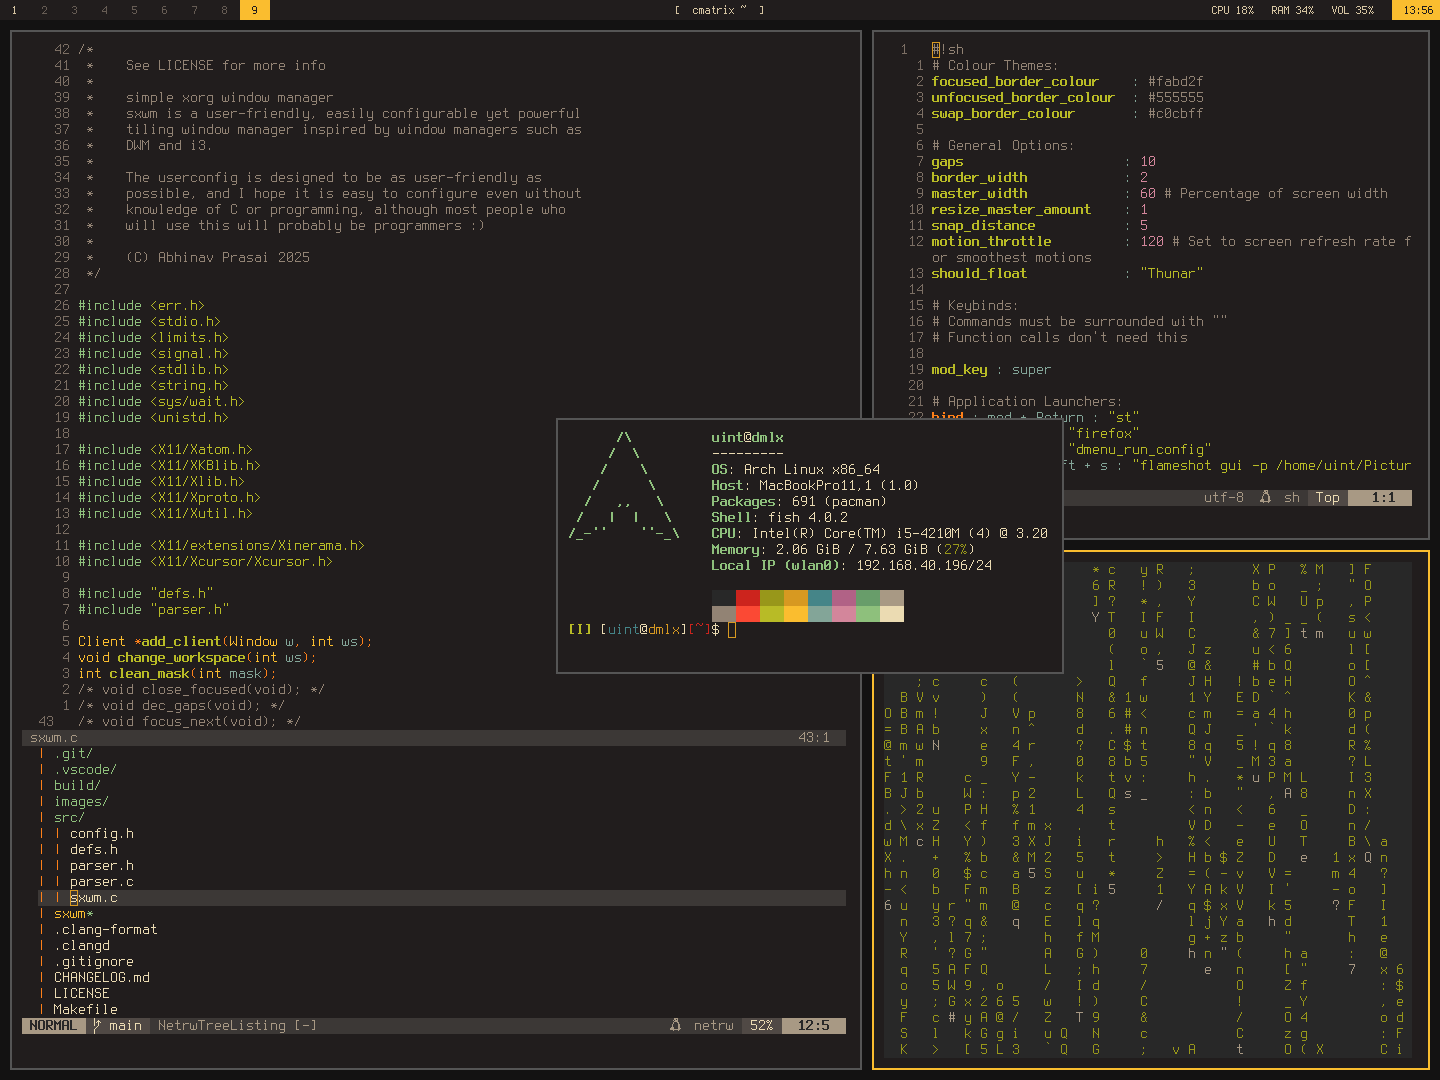 1 2 3 4 5 6 7 8 9
[ cmatrix ~ ]
CPU 18% RAM 34% VOL 35% 13:56
42 /*
41 * See LICENSE for more info
40 *
39 * simple xorg window manager
38 * sxwm is a user-friendly, easily configurable yet powerful
37 * tiling window manager inspired by window managers such as
36 * DWM and i3.
35 *
34 * The userconfig is designed to be as user-friendly as
33 * possible, and I hope it is easy to configure even without
32 * knowledge of C or programming, although most people who
31 * will use this will probably be programmers :)
30 *
29 * (C) Abhinav Prasai 2025
28 */
27
26 #include <err.h>
25 #include <stdio.h>
24 #include <limits.h>
23 #include <signal.h>
22 #include <stdlib.h>
21 #include <string.h>
20 #include <sys/wait.h>
19 #include <unistd.h>
18
17 #include <X11/Xatom.h>
16 #include <X11/XKBlib.h>
15 #include <X11/Xlib.h>
14 #include <X11/Xproto.h>
13 #include <X11/Xutil.h>
12
11 #include <X11/extensions/Xinerama.h>
10 #include <X11/Xcursor/Xcursor.h>
9
8 #include "defs.h"
7 #include "parser.h"
6
5 Client *add_client(Window w, int ws);
4 void change_workspace(int ws);
3 int clean_mask(int mask);
2 /* void close_focused(void); */
1 /* void dec_gaps(void); */
43 /* void focus_next(void); */
sxwm.c 43:1
| .git/
| .vscode/
| build/
| images/
| src/
| | config.h
| | defs.h
| | parser.h
| | parser.c
| | sxwm.c
| sxwm*
| .clang-format
| .clangd
| .gitignore
| CHANGELOG.md
| LICENSE
| Makefile
NORMAL main NetrwTreeListing [-] netrw 52% 12:5
1 #!sh
1 # Colour Themes:
2 focused_border_colour : #fabd2f
3 unfocused_border_colour : #555555
4 swap_border_colour : #c0cbff
5
6 # General Options:
7 gaps : 10
8 border_width : 2
9 master_width : 60 # Percentage of screen width
10 resize_master_amount : 1
11 snap_distance : 5
12 motion_throttle : 120 # Set to screen refresh rate f
or smoothest motions
13 should_float : "Thunar"
14
15 # Keybinds:
16 # Commands must be surrounded with ""
17 # Function calls don't need this
18
19 mod_key : super
20
21 # Application Launchers:
22 bind : mod + Return : "st"
"firefox"
"dmenu_run_config"
ft + s : "flameshot gui -p /home/uint/Pictur
utf-8 sh Top 1:1
uint@dmlx
---------
OS: Arch Linux x86_64
Host: MacBookPro11,1 (1.0)
Packages: 691 (pacman)
Shell: fish 4.0.2
CPU: Intel(R) Core(TM) i5-4210M (4) @ 3.20
Memory: 2.06 GiB / 7.63 GiB (27%)
Local IP (wlan0): 192.168.40.196/24
[I] [uint@dmlx][~]$